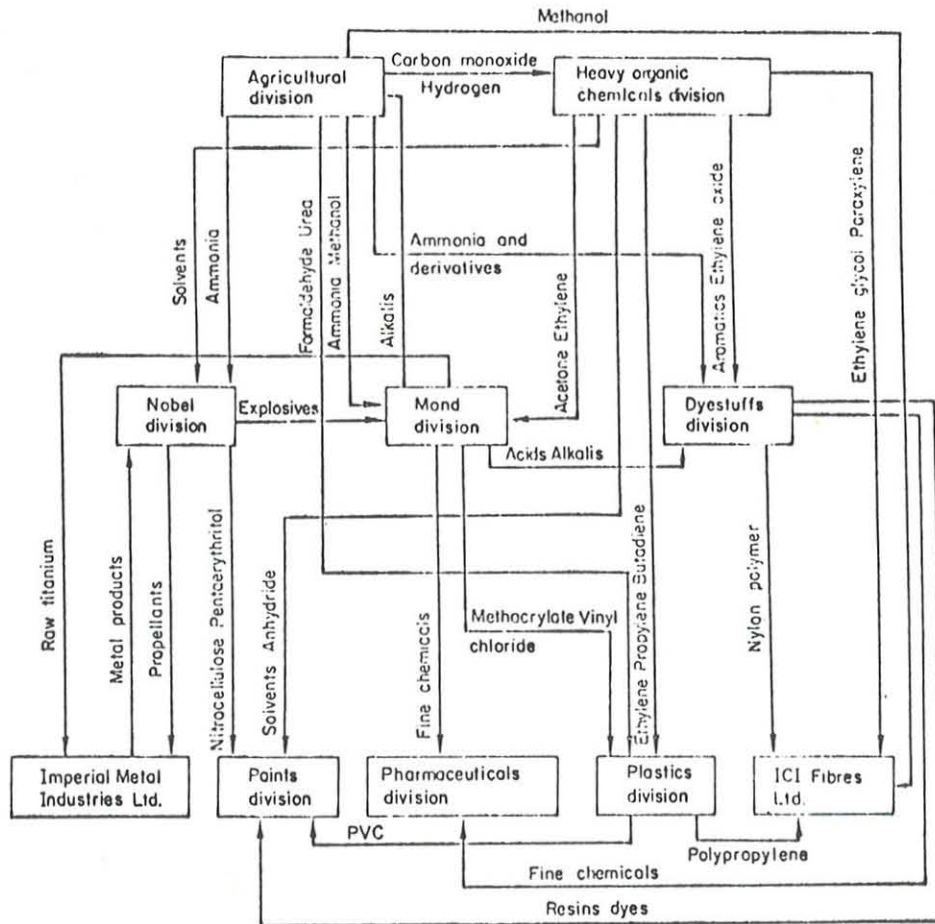 Methanol
Agricultural
division
Carbon monoxide
Hydrogen
Heavy organic
chemicals division
Solvents
Ammonia
Formaldehyde Urea
Ammonia Methanol
Alkalis
Ammonia and
derivatives
Acetone Ethylene
Aromatics Ethylene oxide
Ethylene glycol Paraxylene
Nobel
division
Explosives
Mond
division
Dyestuffs
division
Acids Alkalis
Raw titanium
Metal products
Propellants
Nitrocellulose Pentaerythritol
Solvents Anhydride
Fine chemicals
Methacrylate Vinyl
chloride
Ethylene Propylene Butadiene
Nylon polymer
Imperial Metal
Industries Ltd.
Paints
division
Pharmaceuticals
division
Plastics
division
ICI Fibres
Ltd.
PVC
Polypropylene
Fine chemicals
Resins dyes